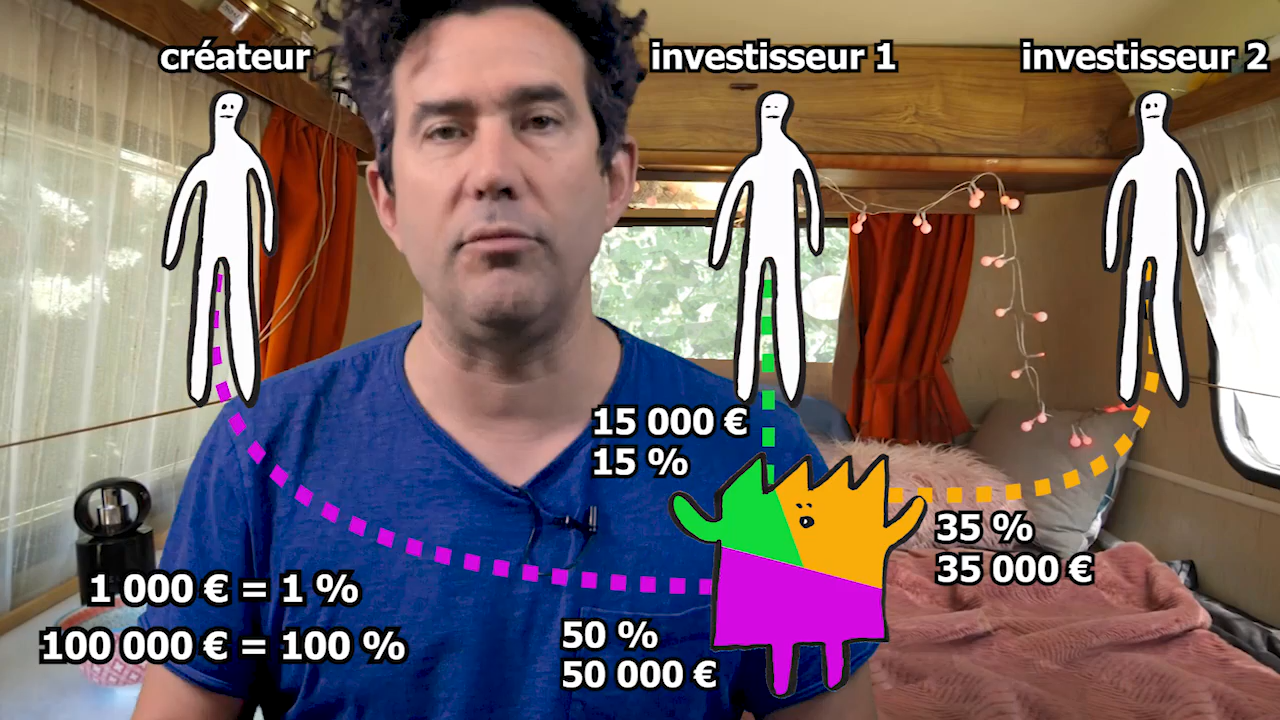 créateur
investisseur 1
investisseur 2
15 000 €
15 %
35 %
35 000 €
1 000 € = 1 %
100 000 € = 100 %
50 %
50 000 €